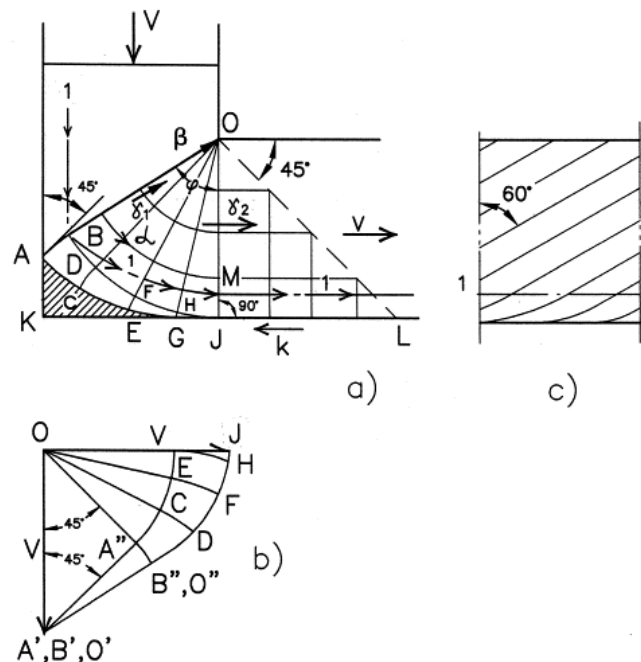 V
1
45°
β
O
45°
φ
γ₁
γ₂
v
60°
A
B
α
D
1
M
F
1
1
C
H
90°
K
E
G
J
k
L
a)
c)
O
V
J
H
E
45°
F
C
V
45°
A"
D
B",O"
b)
A',B',O'